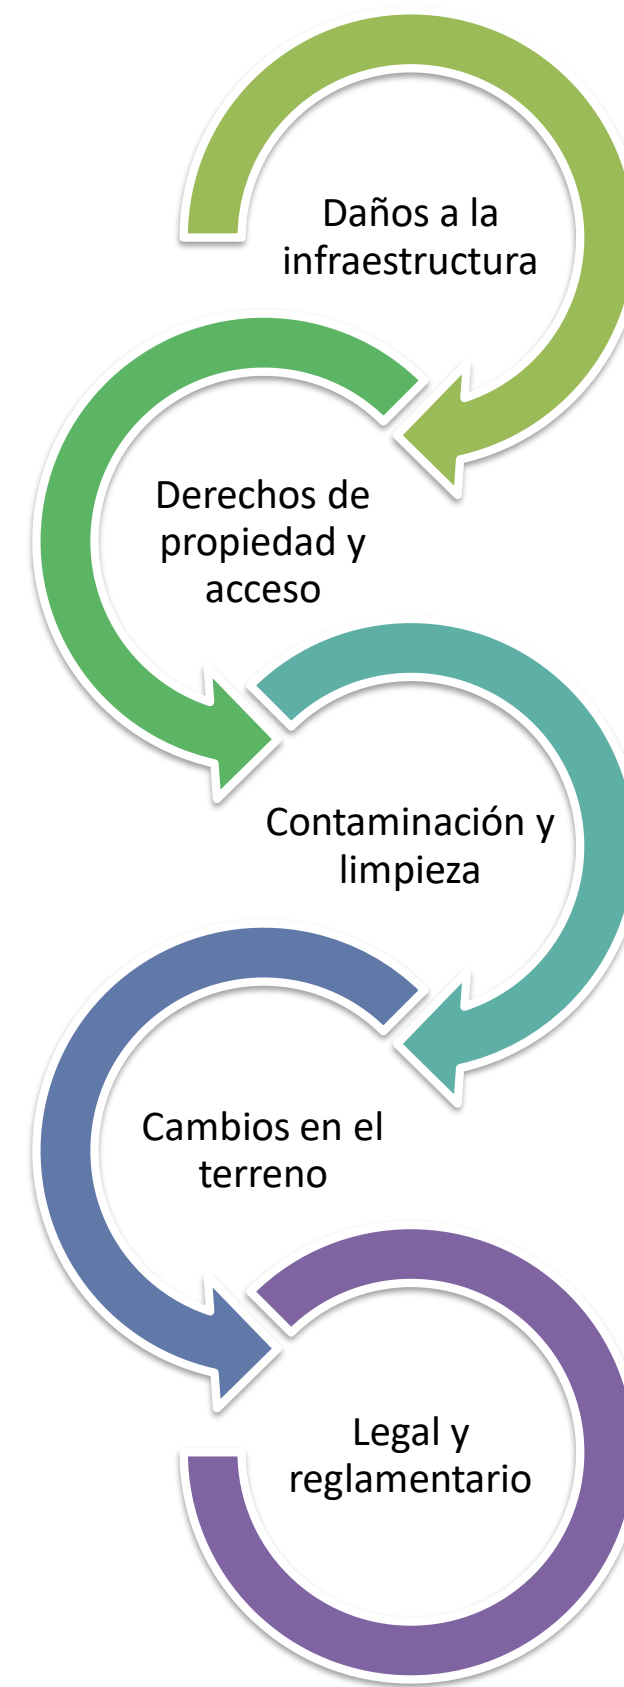 Daños a la
infraestructura
Derechos de
propiedad y
acceso
Contaminación y
limpieza
Cambios en el
terreno
Legal y
reglamentario